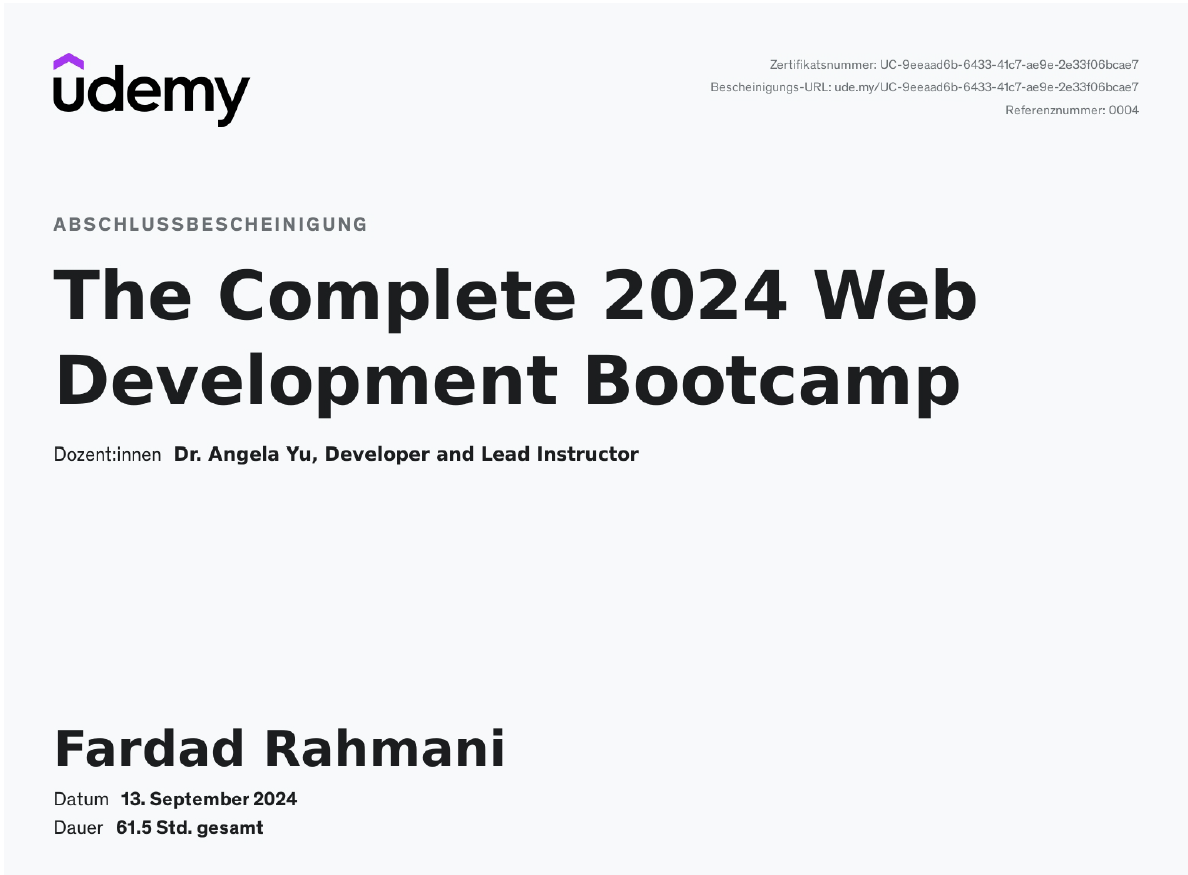 udemy
Zertifikatsnummer: UC-9eeaad6b-6433-41c7-ae9e-2e33f06bcae7
Bescheinigungs-URL: ude.my/UC-9eeaad6b-6433-41c7-ae9e-2e33f06bcae7
Referenznummer: 0004
ABSCHLUSSBESCHEINIGUNG
The Complete 2024 Web
Development Bootcamp
Dozent:innen Dr. Angela Yu, Developer and Lead Instructor
Fardad Rahmani
Datum 13. September 2024
Dauer 61.5 Std. gesamt